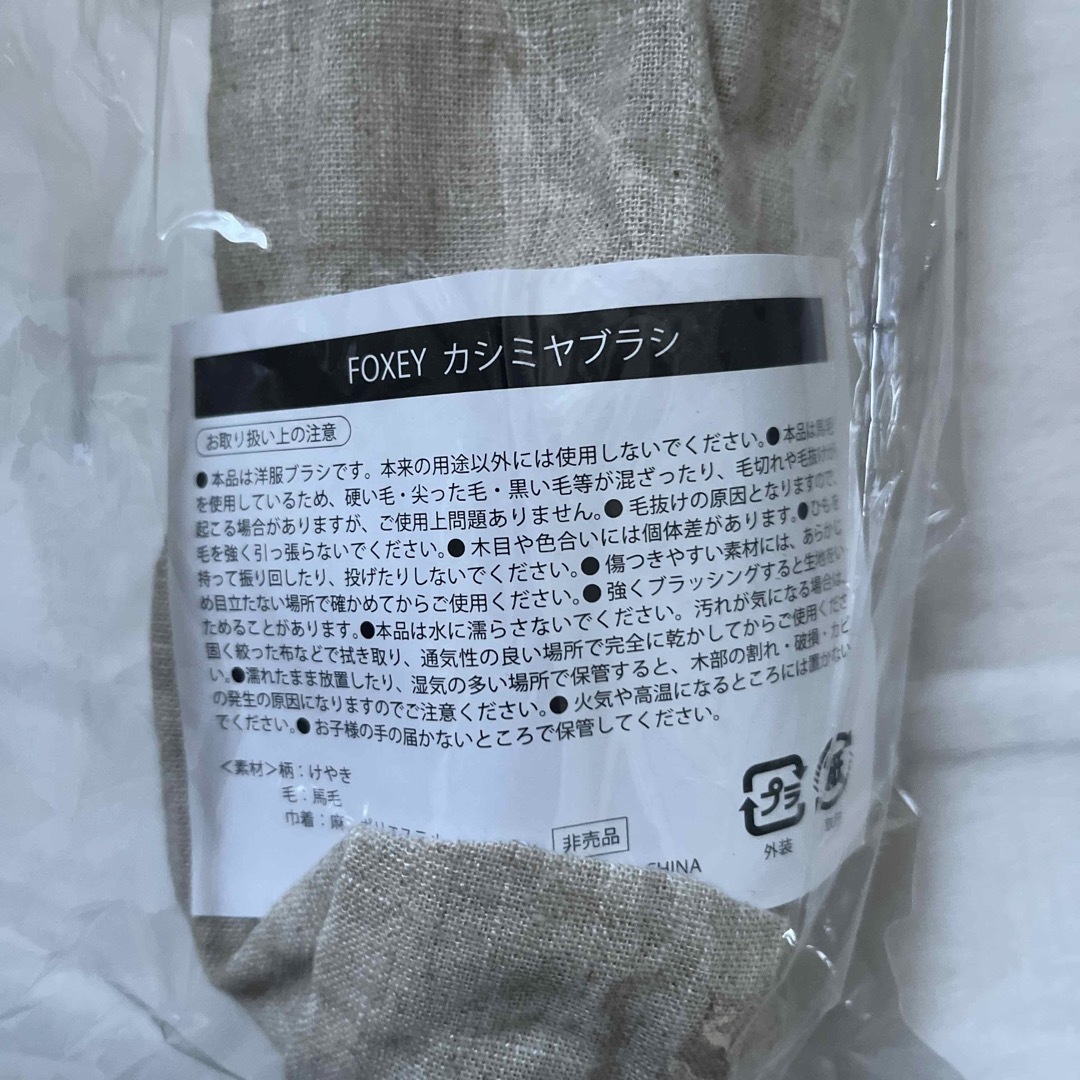 FOXEY カシミヤブラシ
お取り扱い上の注意
●本品は洋服ブラシです。本来の用途以外には使用しないでください。●本品は馬毛
を使用しているため、硬い毛・尖った毛・黒い毛等が混ざったり、毛切れや毛抜けが
起こる場合がありますが、ご使用上問題ありません。●毛抜けの原因となりますので、
毛を強く引っ張らないでください。●木目や色合いには個体差があります。●ひもを
持って振り回したり、投げたりしないでください。●傷つきやすい素材には、あらかじ
め目立たない場所で確かめてからご使用ください。●強くブラッシングすると生地をい
ためることがあります。●本品は水に濡らさないでください。汚れが気になる場合は、
固く絞った布などで拭き取り、通気性の良い場所で完全に乾かしてからご使用くださ
い。●濡れたまま放置したり、湿気の多い場所で保管すると、木部の割れ・破損・カビ
の発生の原因になりますのでご注意ください。●火気や高温になるところには置かない
でください。●お子様の手の届かないところで保管してください。
＜素材＞柄：けやき
毛：馬毛
巾着：麻
非売品
CHINA
プラ
外装
紙